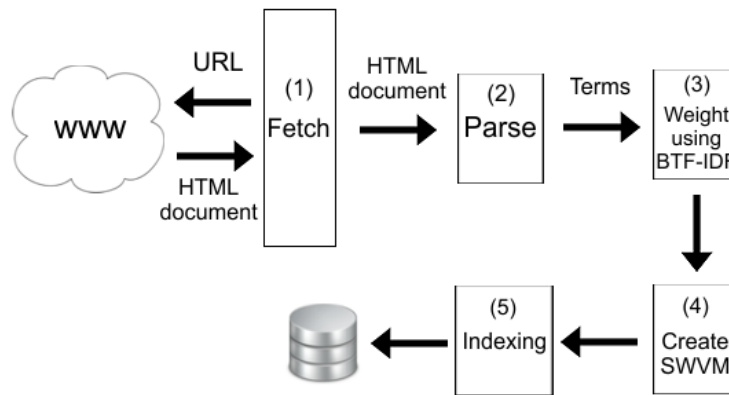 URL
www
HTML
document
(1)
Fetch
HTML
document
(2)
Parse
Terms
(3)
Weight
using
BTF-IDF
(4)
Create
SWVM
(5)
Indexing